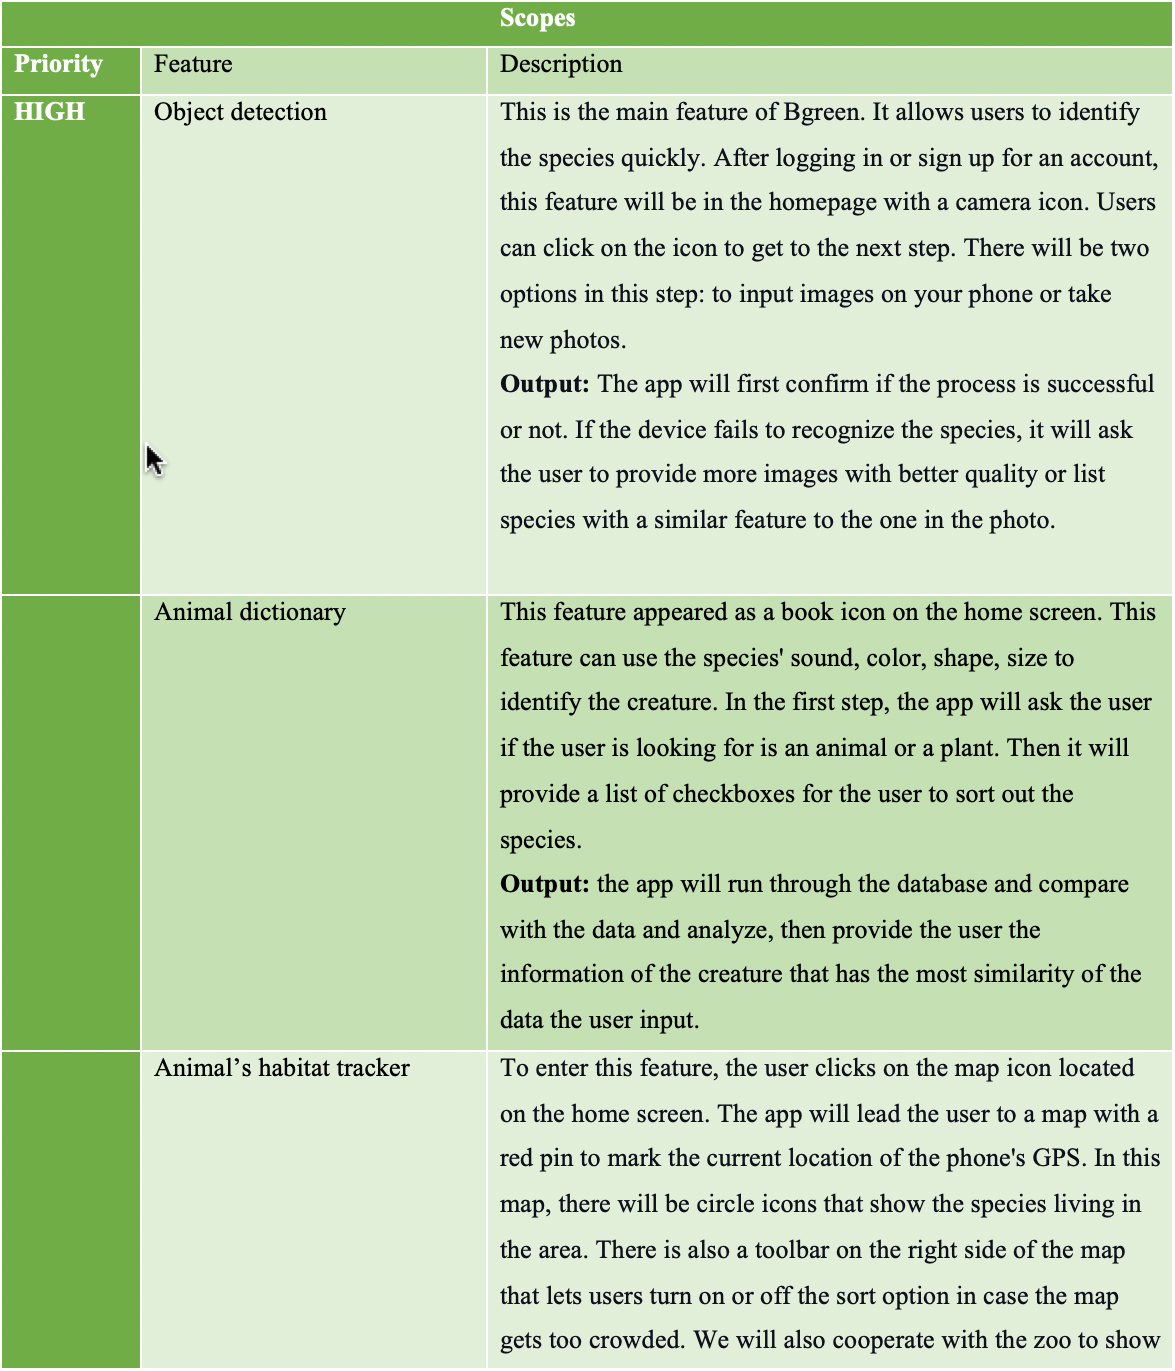 Scopes
Priority Feature Description
HIGH Object detection This is the main feature of Bgreen. It allows users to identify
the species quickly. After logging in or sign up for an account,
this feature will be in the homepage with a camera icon. Users
can click on the icon to get to the next step. There will be two
options in this step: to input images on your phone or take
new photos.
Output: The app will first confirm if the process is successful
or not. If the device fails to recognize the species, it will ask
the user to provide more images with better quality or list
species with a similar feature to the one in the photo.
Animal dictionary This feature appeared as a book icon on the home screen. This
feature can use the species' sound, color, shape, size to
identify the creature. In the first step, the app will ask the user
if the user is looking for is an animal or a plant. Then it will
provide a list of checkboxes for the user to sort out the
species.
Output: the app will run through the database and compare
with the data and analyze, then provide the user the
information of the creature that has the most similarity of the
data the user input.
Animal’s habitat tracker To enter this feature, the user clicks on the map icon located
on the home screen. The app will lead the user to a map with a
red pin to mark the current location of the phone's GPS. In this
map, there will be circle icons that show the species living in
the area. There is also a toolbar on the right side of the map
that lets users turn on or off the sort option in case the map
gets too crowded. We will also cooperate with the zoo to show